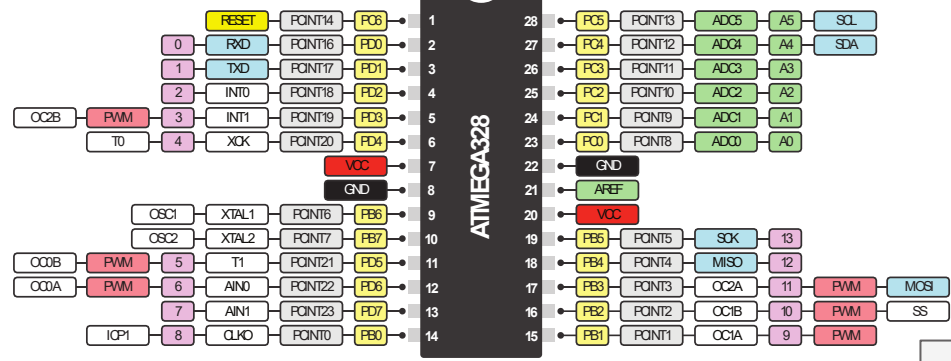 RESET PCINT14 PC6 1 28 PC5 PCINT13 ADC5 A5 SCL
0 RXD PCINT16 PD0 2 27 PC4 PCINT12 ADC4 A4 SDA
1 TXD PCINT17 PD1 3 26 PC3 PCINT11 ADC3 A3
2 INT0 PCINT18 PD2 4 25 PC2 PCINT10 ADC2 A2
OC2B PWM 3 INT1 PCINT19 PD3 5 24 PC1 PCINT9 ADC1 A1
T0 4 XCK PCINT20 PD4 6 23 PC0 PCINT8 ADC0 A0
VCC 7 22 GND
GND 8 21 AREF
OSC1 XTAL1 PCINT6 PB6 9 20 VCC
OSC2 XTAL2 PCINT7 PB7 10 19 PB5 PCINT5 SCK 13
OC0B PWM 5 T1 PCINT21 PD5 11 18 PB4 PCINT4 MISO 12
OC0A PWM 6 AIN0 PCINT22 PD6 12 17 PB3 PCINT3 OC2A 11 PWM MOSI
7 AIN1 PCINT23 PD7 13 16 PB2 PCINT2 OC1B 10 PWM SS
ICP1 8 CLKO PCINT0 PB0 14 15 PB1 PCINT1 OC1A 9 PWM
ATMEGA328